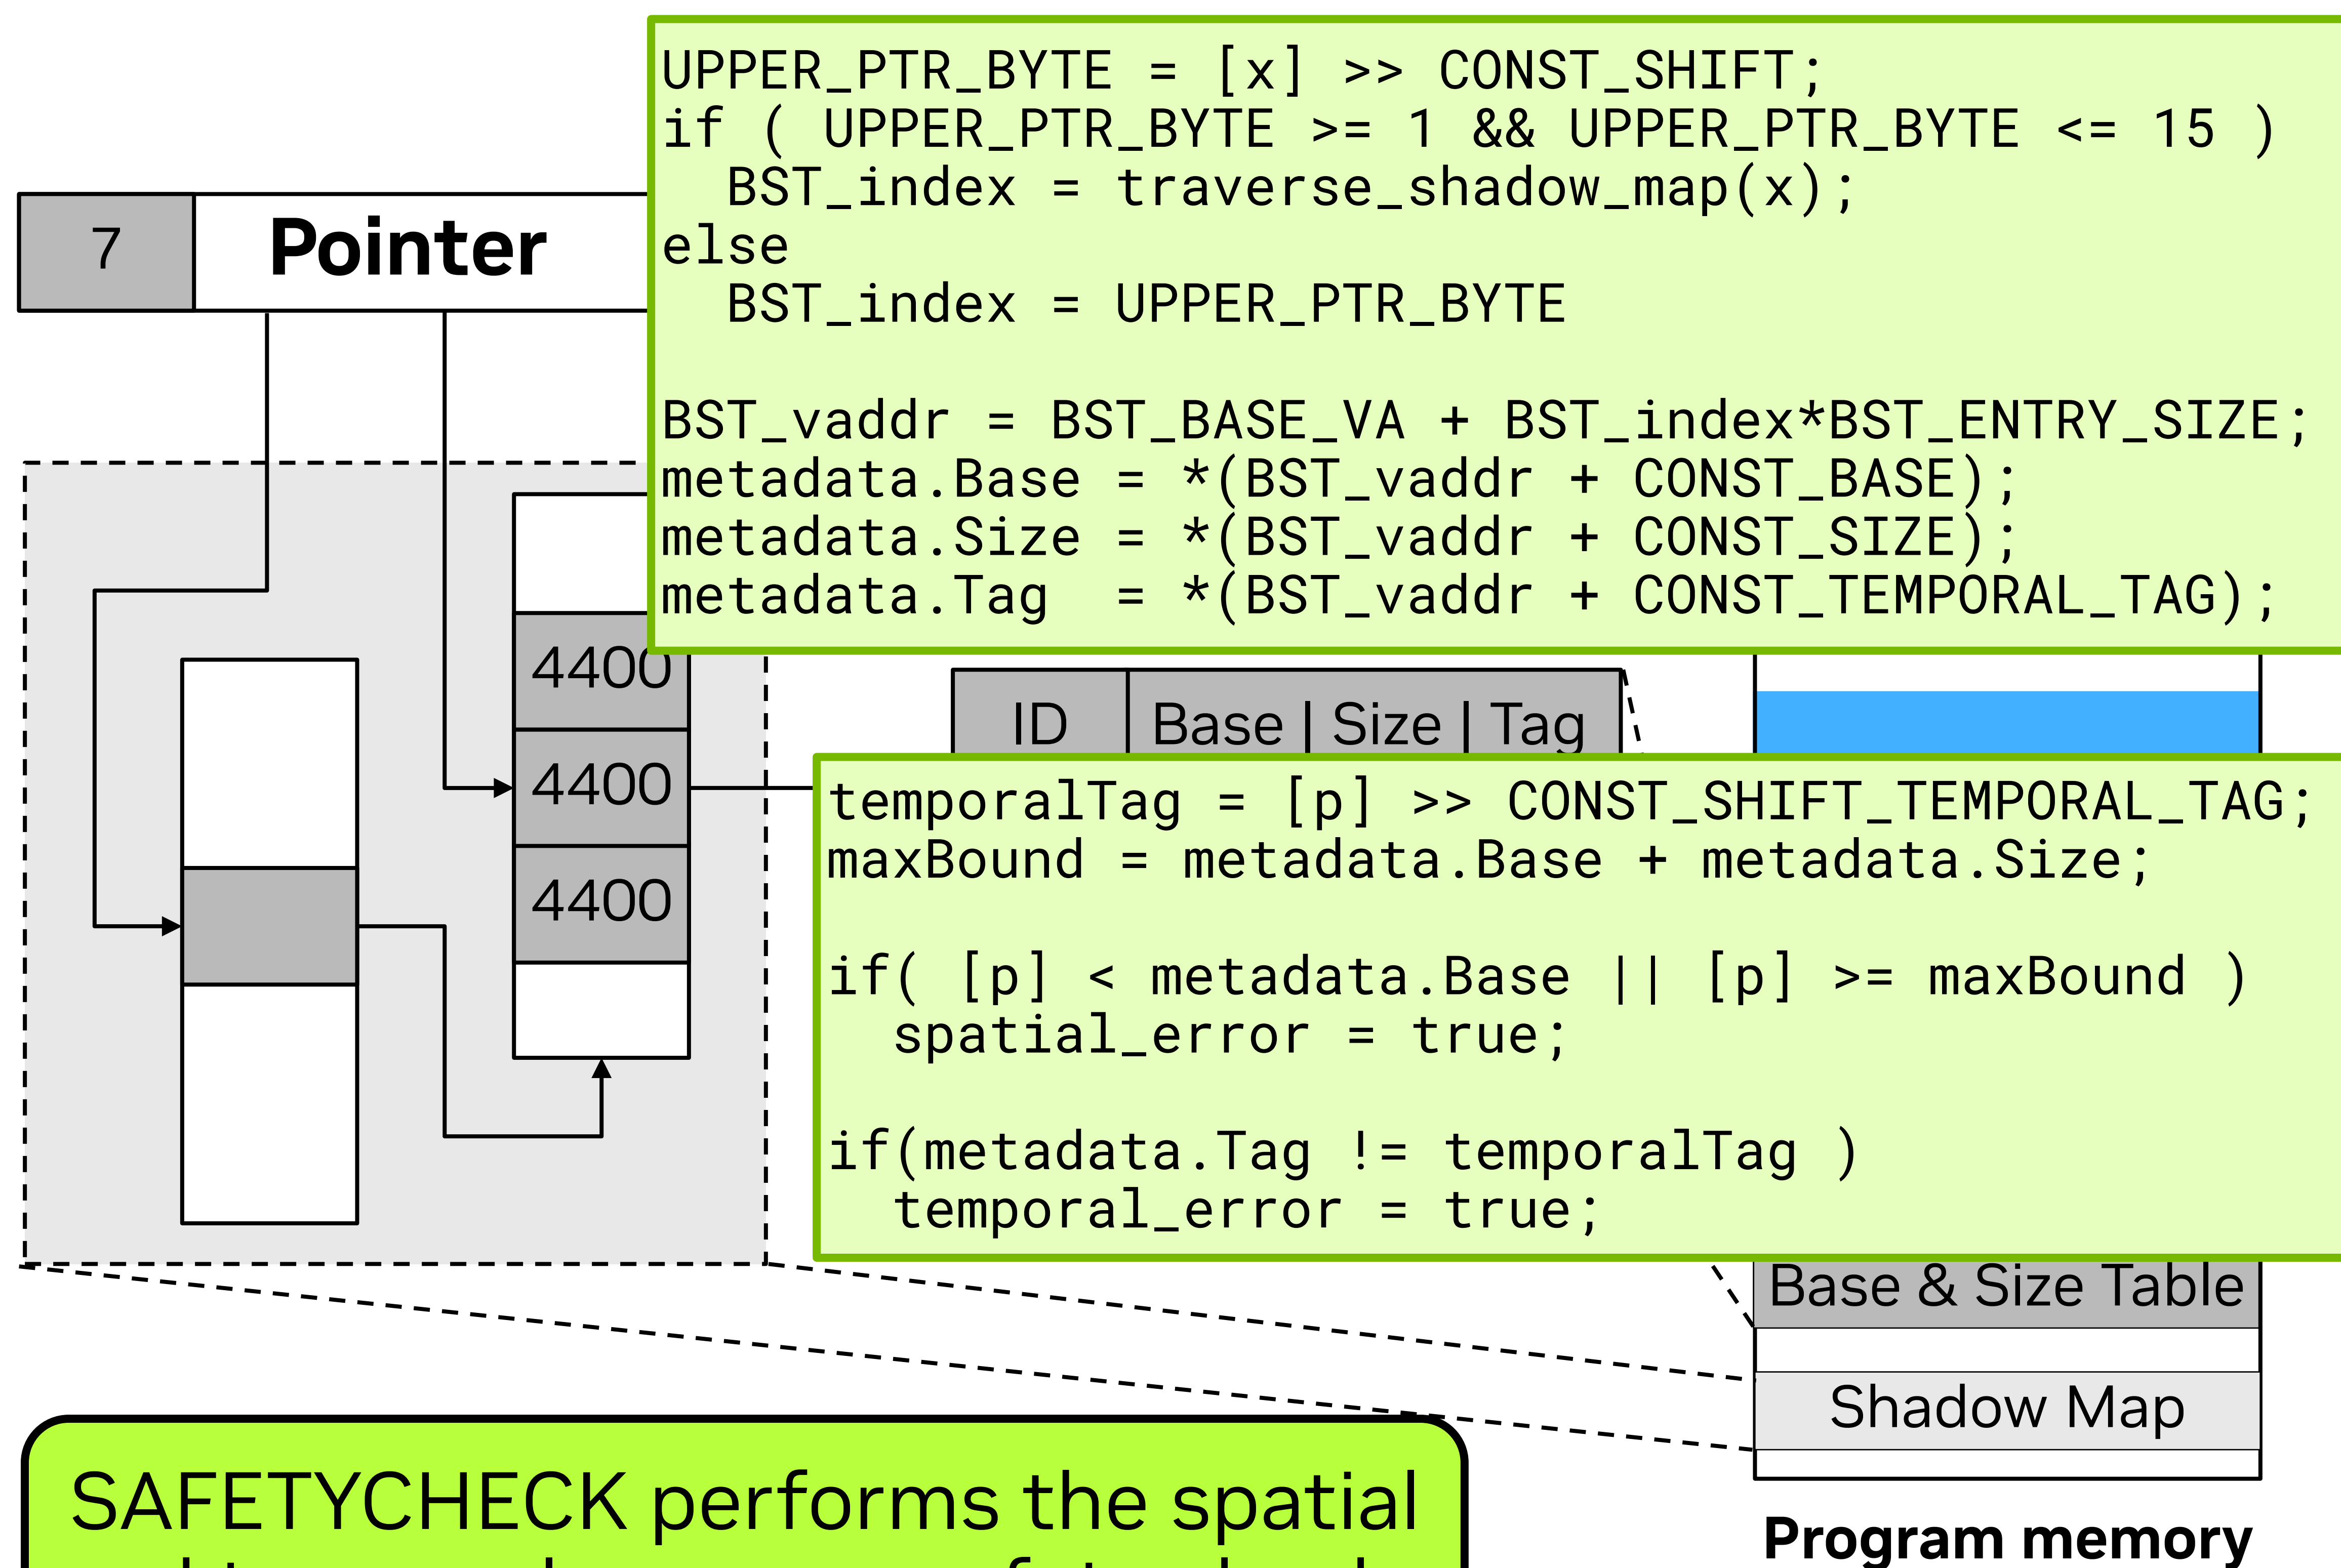 UPPER_PTR_BYTE = [x] >> CONST_SHIFT;
if ( UPPER_PTR_BYTE >= 1 && UPPER_PTR_BYTE <= 15 )
  BST_index = traverse_shadow_map(x);
else
  BST_index = UPPER_PTR_BYTE
BST_vaddr = BST_BASE_VA + BST_index*BST_ENTRY_SIZE;
metadata.Base = *(BST_vaddr + CONST_BASE);
metadata.Size = *(BST_vaddr + CONST_SIZE);
metadata.Tag  = *(BST_vaddr + CONST_TEMPORAL_TAG);
7 Pointer
4400
4400
4400
ID Base | Size | Tag
temporalTag = [p] >> CONST_SHIFT_TEMPORAL_TAG;
maxBound = metadata.Base + metadata.Size;
if( [p] < metadata.Base || [p] >= maxBound )
  spatial_error = true;
if(metadata.Tag != temporalTag )
  temporal_error = true;
Base & Size Table
Shadow Map
Program memory
SAFETYCHECK performs the spatial